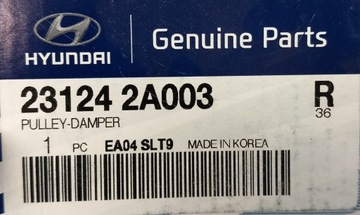 HYUNDAI
Genuine Parts
23124 2A003 R
PULLEY-DAMPER 36
1 PC EA04 SLT9 MADE IN KOREA